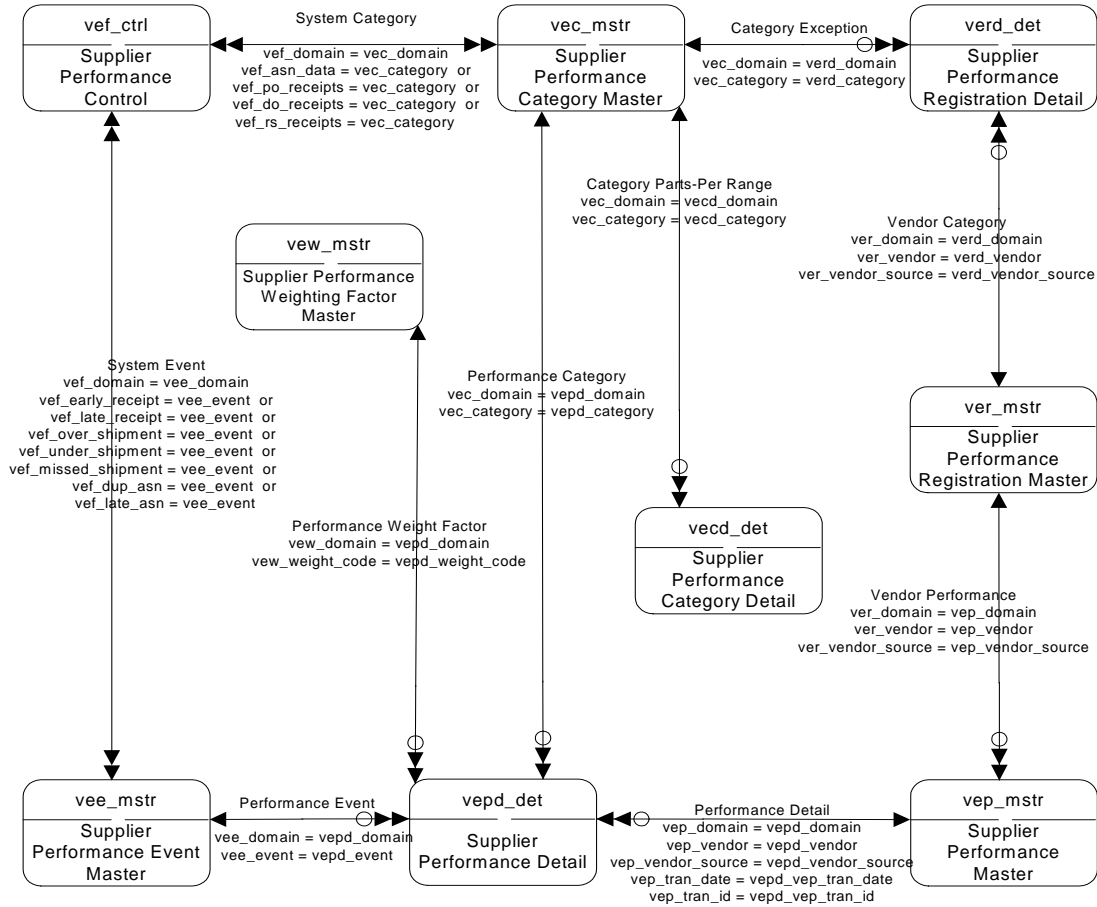 vef_ctrl
Supplier
Performance
Control
System Category
vef_domain = vec_domain
vef_asn_data = vec_category or
vef_po_receipts = vec_category or
vef_do_receipts = vec_category or
vef_rs_receipts = vec_category
vec_mstr
Supplier
Performance
Category Master
Category Exception
vec_domain = verd_domain
vec_category = verd_category
verd_det
Supplier
Performance
Registration Detail
Category Parts-Per Range
vec_domain = vecd_domain
vec_category = vecd_category
Vendor Category
ver_domain = verd_domain
ver_vendor = verd_vendor
ver_vendor_source = verd_vendor_source
vew_mstr
Supplier Performance
Weighting Factor
Master
System Event
vef_domain = vee_domain
vef_early_receipt = vee_event or
vef_late_receipt = vee_event or
vef_over_shipment = vee_event or
vef_under_shipment = vee_event or
vef_missed_shipment = vee_event or
vef_dup_asn = vee_event or
vef_late_asn = vee_event
Performance Category
vec_domain = vepd_domain
vec_category = vepd_category
ver_mstr
Supplier
Performance
Registration Master
Performance Weight Factor
vew_domain = vepd_domain
vew_weight_code = vepd_weight_code
vecd_det
Supplier
Performance
Category Detail
Vendor Performance
ver_domain = vep_domain
ver_vendor = vep_vendor
ver_vendor_source = vep_vendor_source
vee_mstr
Supplier
Performance Event
Master
Performance Event
vee_domain = vepd_domain
vee_event = vepd_event
vepd_det
Supplier
Performance Detail
Performance Detail
vep_domain = vepd_domain
vep_vendor = vepd_vendor
vep_vendor_source = vepd_vendor_source
vep_tran_date = vepd_vep_tran_date
vep_tran_id = vepd_vep_tran_id
vep_mstr
Supplier
Performance
Master